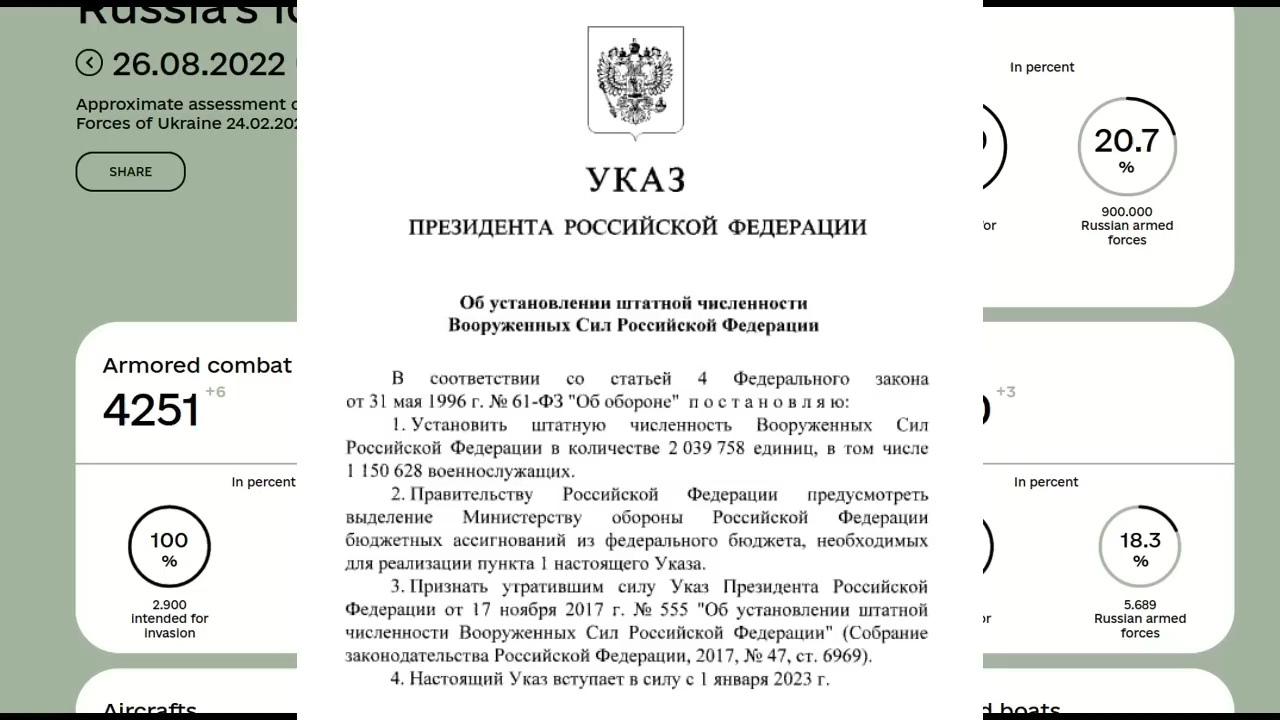 Russia's
26.08.2022
Approximate assessment
Forces of Ukraine 24.02.202
SHARE
Armored combat
4251 +6
In percent
100
%
2.900
Intended for
invasion
Aircrafts
УКАЗ
ПРЕЗИДЕНТА РОССИЙСКОЙ ФЕДЕРАЦИИ
Об установлении штатной численности
Вооруженных Сил Российской Федерации
В соответствии со статьей 4 Федерального закона
от 31 мая 1996 г. № 61-ФЗ "Об обороне" п о с т а н о в л я ю:
1. Установить штатную численность Вооруженных Сил
Российской Федерации в количестве 2 039 758 единиц, в том числе
1 150 628 военнослужащих.
2. Правительству Российской Федерации предусмотреть
выделение Министерству обороны Российской Федерации
бюджетных ассигнований из федерального бюджета, необходимых
для реализации пункта 1 настоящего Указа.
3. Признать утратившим силу Указ Президента Российской
Федерации от 17 ноября 2017 г. № 555 "Об установлении штатной
численности Вооруженных Сил Российской Федерации" (Собрание
законодательства Российской Федерации, 2017, № 47, ст. 6969).
4. Настоящий Указ вступает в силу с 1 января 2023 г.
In percent
20.7
%
900.000
Russian armed
forces
+3
In percent
18.3
%
5.689
Russian armed
forces
boats